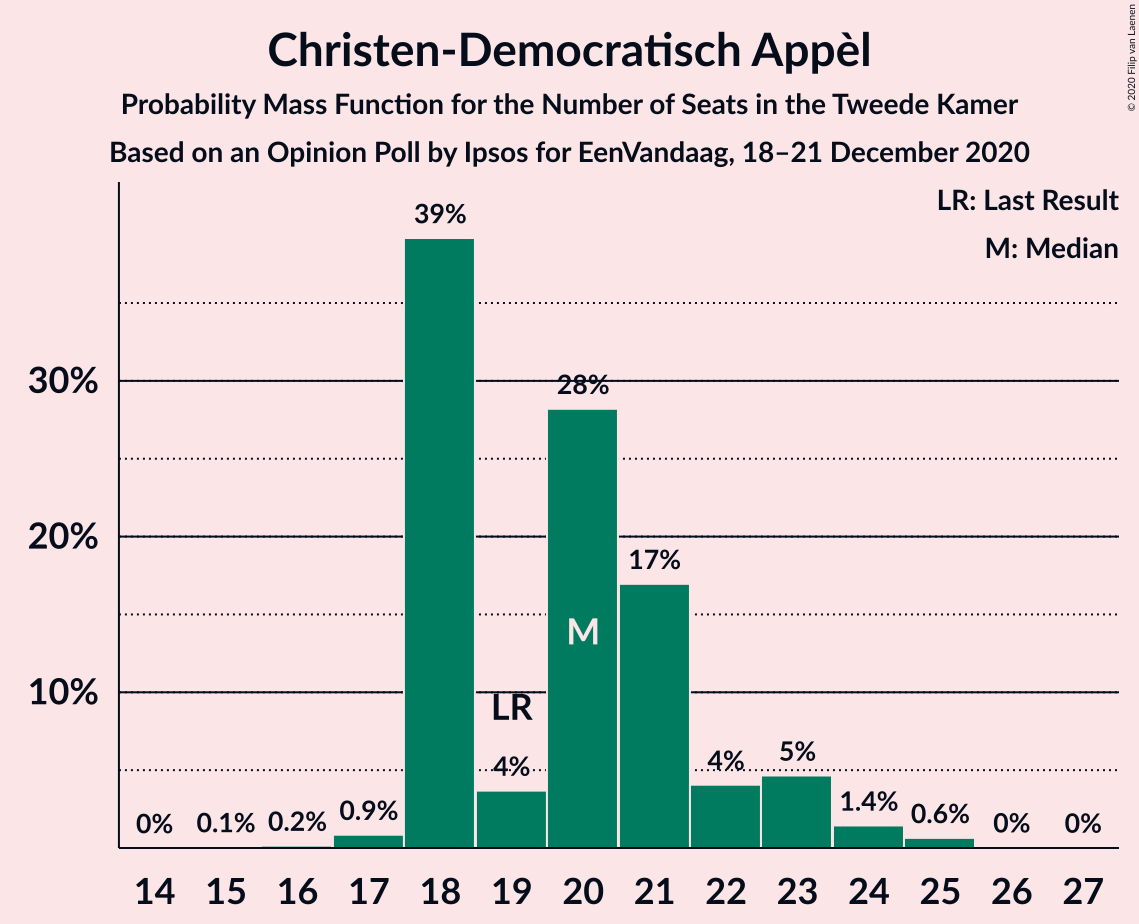 Christen-Democratisch Appèl
Probability Mass Function for the Number of Seats in the Tweede Kamer
Based on an Opinion Poll by Ipsos for EenVandaag, 18–21 December 2020
© 2020 Filip van Laenen
LR: Last Result
M: Median
39%
30%
28%
20%
17%
M
10%
LR
4%
4%
5%
0%
0.1%
0.2%
0.9%
1.4%
0.6%
0%
0%
14 15 16 17 18 19 20 21 22 23 24 25 26 27